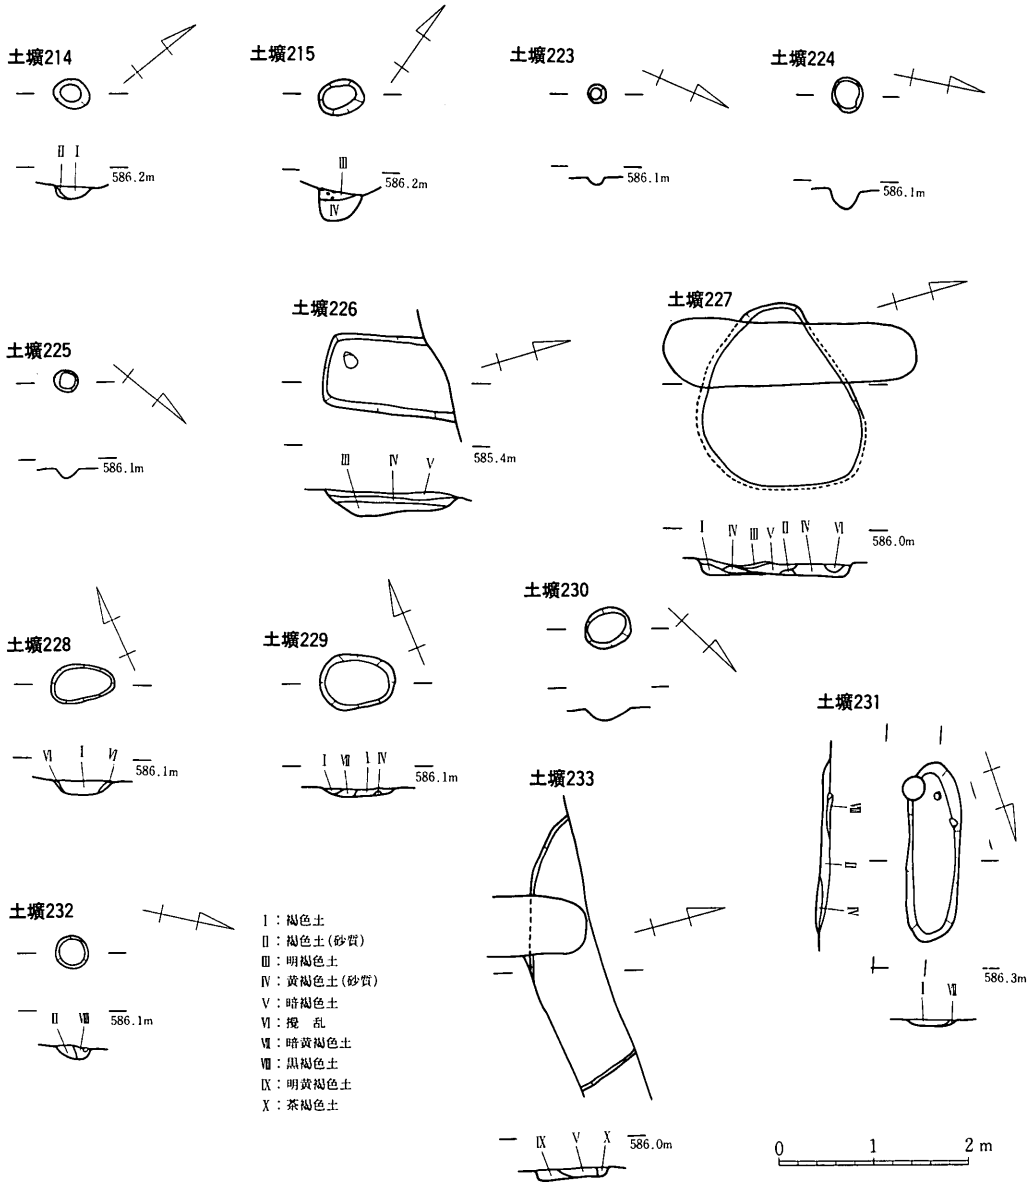 土壙214
Ⅱ Ⅰ
586.2m
土壙215
Ⅲ
Ⅳ
586.2m
土壙223
586.1m
土壙224
586.1m
土壙225
586.1m
土壙226
585.4m
Ⅲ Ⅳ Ⅴ
土壙227
Ⅰ Ⅳ Ⅲ Ⅴ Ⅱ Ⅳ Ⅵ
586.0m
土壙228
Ⅵ Ⅰ Ⅵ
586.1m
土壙229
Ⅰ Ⅶ Ⅰ Ⅳ
586.1m
土壙230
土壙231
Ⅱ
Ⅳ
586.3m
Ⅰ Ⅶ
土壙232
586.1m
Ⅱ Ⅷ
Ⅰ：褐色土
Ⅱ：褐色土(砂質)
Ⅲ：明褐色土
Ⅳ：黄褐色土(砂質)
Ⅴ：暗褐色土
Ⅵ：攪 乱
Ⅶ：暗黄褐色土
Ⅷ：黒褐色土
Ⅸ：明黄褐色土
Ⅹ：茶褐色土
土壙233
Ⅸ Ⅴ Ⅹ
586.0m
0 1 2 m